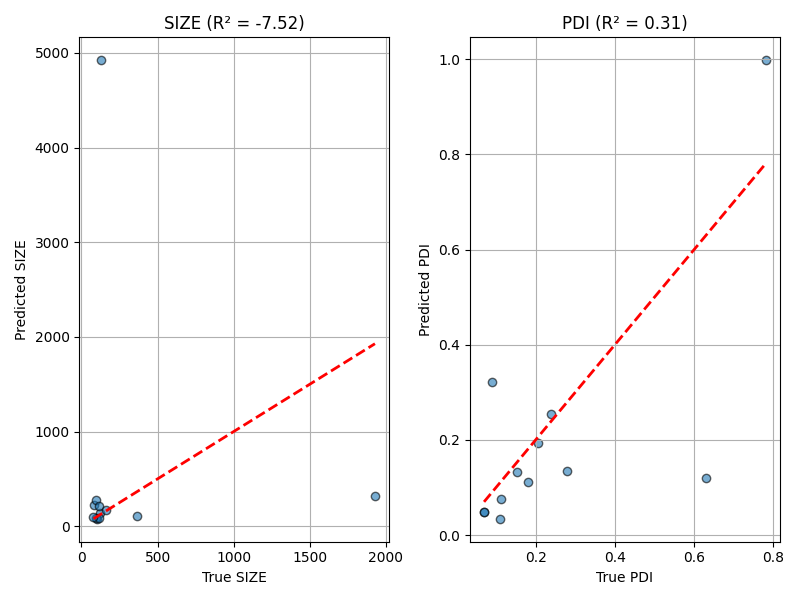 SIZE (R² = -7.52)
Predicted SIZE
5000
4000
3000
2000
1000
0
0 500 1000 1500 2000
True SIZE
PDI (R² = 0.31)
Predicted PDI
1.0
0.8
0.6
0.4
0.2
0.0
0.2 0.4 0.6 0.8
True PDI